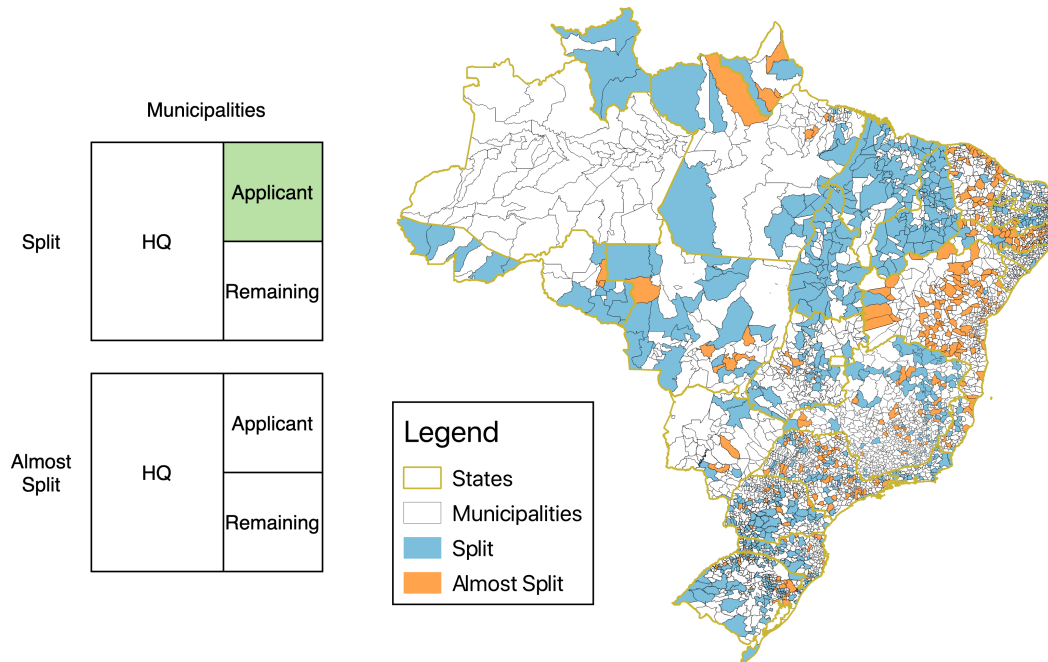 Municipalities
Split
HQ
Applicant
Remaining
Almost
Split
HQ
Applicant
Remaining
Legend
States
Municipalities
Split
Almost Split